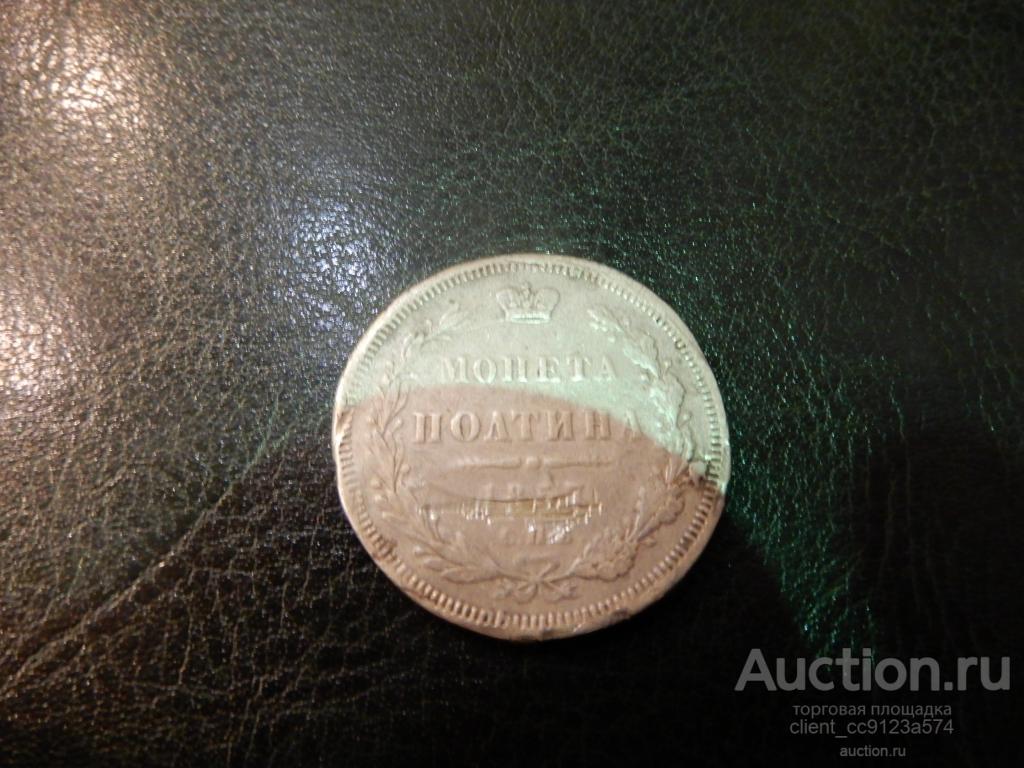 МОНЕТА
ПОЛТИНА
Auction.ru
торговая площадка
client_cc9123a574
auction.ru